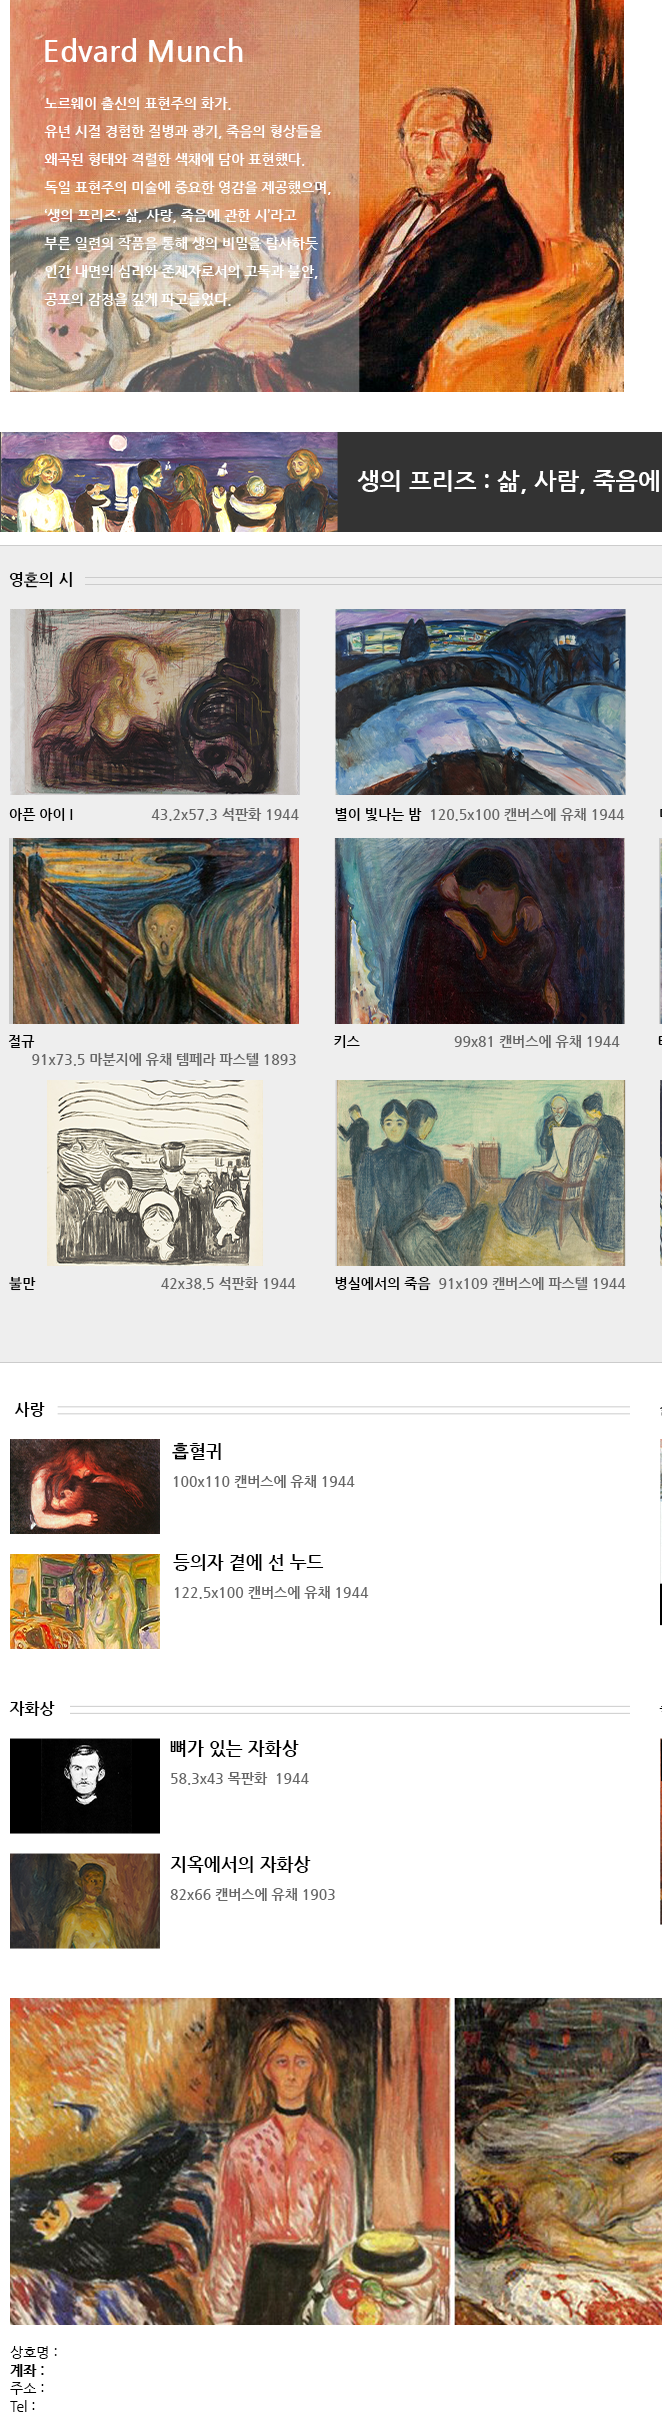 Edvard Munch
노르웨이 출신의 표현주의 화가.
유년 시절 경험한 질병과 광기, 죽음의 형상들을
왜곡된 형태와 격렬한 색채에 담아 표현했다.
독일 표현주의 미술에 중요한 영감을 제공했으며,
'생의 프리즈: 삶, 사랑, 죽음에 관한 시'라고
부른 일련의 작품을 통해 생의 비밀을 탐사하듯
인간 내면의 심리와 존재자로서의 고독과 불안,
공포의 감정을 깊게 파고들었다.
생의 프리즈 : 삶, 사람, 죽음에
영혼의 시
아픈 아이 I 43.2x57.3 석판화 1944
별이 빛나는 밤 120.5x100 캔버스에 유채 1944
절규
91x73.5 마분지에 유채 템페라 파스텔 1893
키스 99x81 캔버스에 유채 1944
불만 42x38.5 석판화 1944
병실에서의 죽음 91x109 캔버스에 파스텔 1944
사랑
흡혈귀
100x110 캔버스에 유채 1944
등의자 곁에 선 누드
122.5x100 캔버스에 유채 1944
자화상
뼈가 있는 자화상
58.3x43 목판화 1944
지옥에서의 자화상
82x66 캔버스에 유채 1903
상호명 :
계좌 :
주소 :
Tel :